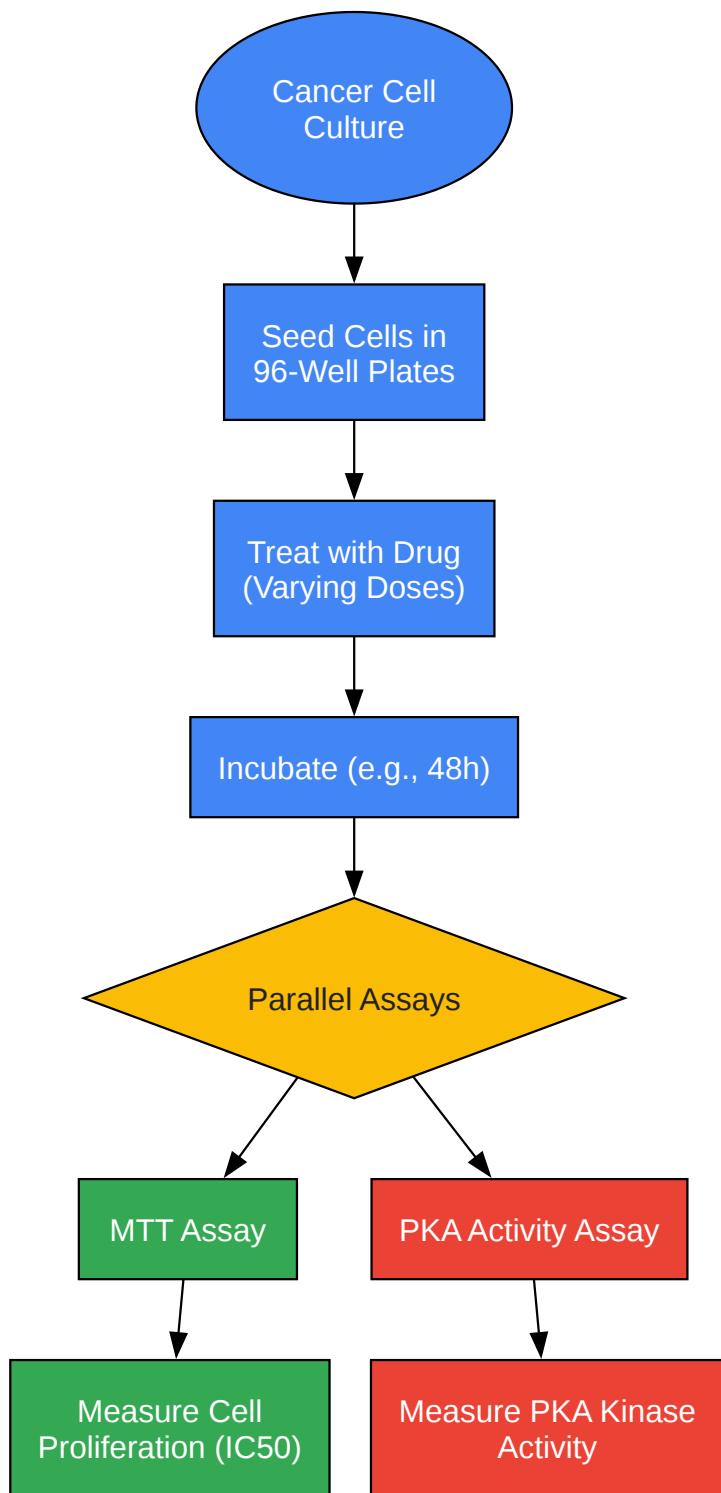 Cancer Cell
Culture
Seed Cells in
96-Well Plates
Treat with Drug
(Varying Doses)
Incubate (e.g., 48h)
Parallel Assays
MTT Assay
PKA Activity Assay
Measure Cell
Proliferation (IC50)
Measure PKA Kinase
Activity